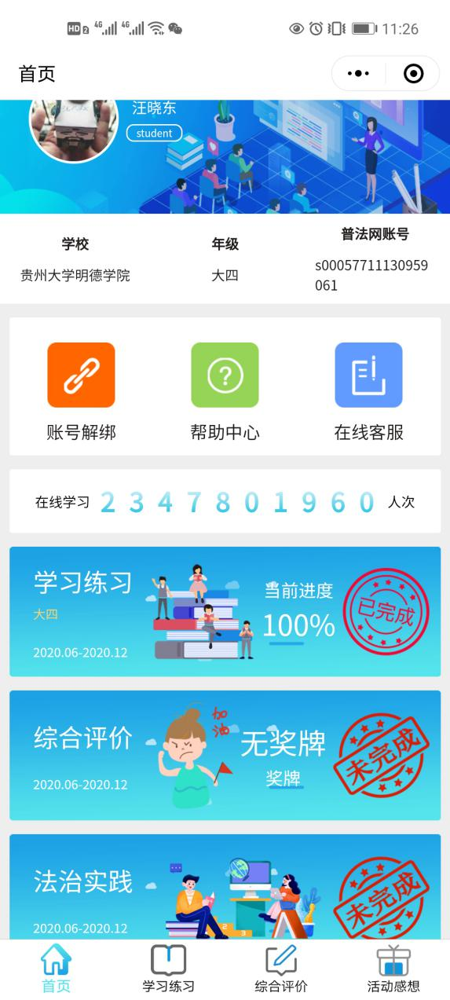 HD 2 4G 4G 11:26
首页
汪晓东
student
学校 年级 普法网账号
贵州大学明德学院 大四 s00057711130959
061
账号解绑 帮助中心 在线客服
在线学习 2 3 4 7 8 0 1 9 6 0 人次
学习练习
大四
2020.06-2020.12
当前进度
100%
已完成
综合评价
2020.06-2020.12
加油
无奖牌
奖牌
未完成
法治实践
2020.06-2020.12
2 3
未完成
首页 学习练习 综合评价 活动感想